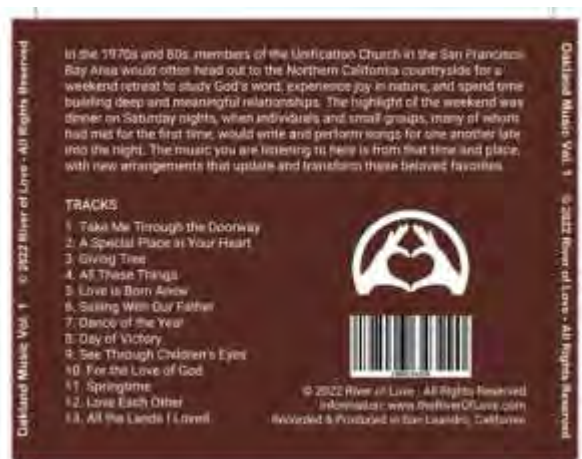 In the 1970s and 80s, members of the Unification Church in the San Francisco
Bay Area would often head out to the Northern California countryside for a
weekend retreat to study God's word, experience joy in nature, and spend time
building deep and meaningful relationships. The highlight of the weekend was
dinner on Saturday nights, when individuals and small groups, many of whom
had met for the first time, would write and perform songs for one another late
into the night. The music you are listening to here is from that time and place,
with new arrangements that update and transform these beloved favorites.
TRACKS
1. Take Me Through the Doorway
2. A Special Place in Your Heart
3. Giving Tree
4. All These Things
5. Love is Born Anew
6. Sailing With Our Father
7. Dance of the Year
8. Day of Victory
9. See Through Children's Eyes
10. For the Love of God
11. Springtime
12. Love Each Other
13. All the Lands I Loved
© 2022 River of Love · All Rights Reserved
Information: www.theRiverOfLove.com
Recorded & Produced in San Leandro, California
Oakland Music Vol. 1 © 2022 River of Love · All Rights Reserved
Oakland Music Vol. 1 © 2022 River of Love · All Rights Reserved